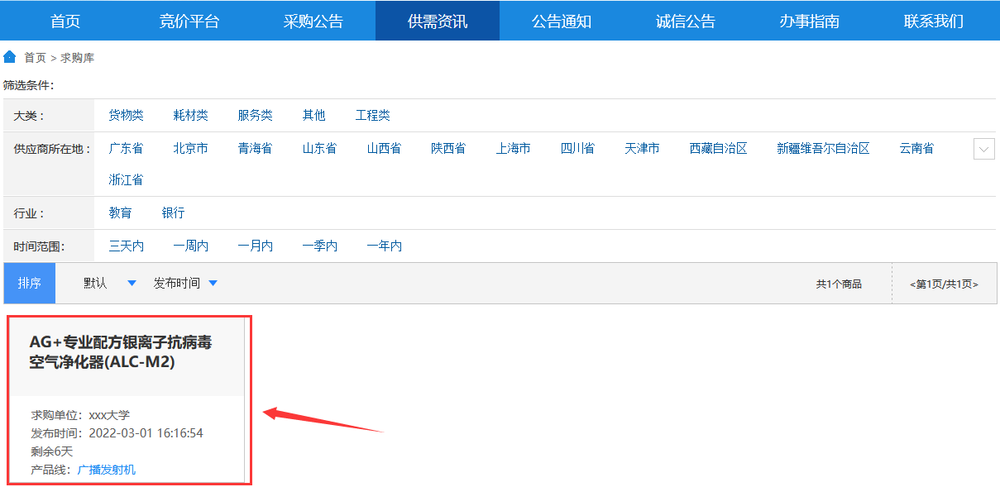 首页 竞价平台 采购公告 供需资讯 公告通知 诚信公告 办事指南 联系我们
首页 > 求购库
筛选条件：
大类： 货物类 耗材类 服务类 其他 工程类
供应商所在地： 广东省 北京市 青海省 山东省 山西省 陕西省 上海市 四川省 天津市 西藏自治区 新疆维吾尔自治区 云南省
浙江省
行业： 教育 银行
时间范围： 三天内 一周内 一月内 一季内 一年内
排序 默认 发布时间 共1个商品 <第1页/共1页>
AG+专业配方银离子抗病毒
空气净化器(ALC-M2)
求购单位：xxx大学
发布时间：2022-03-01 16:16:54
剩余6天
产品线：广播发射机